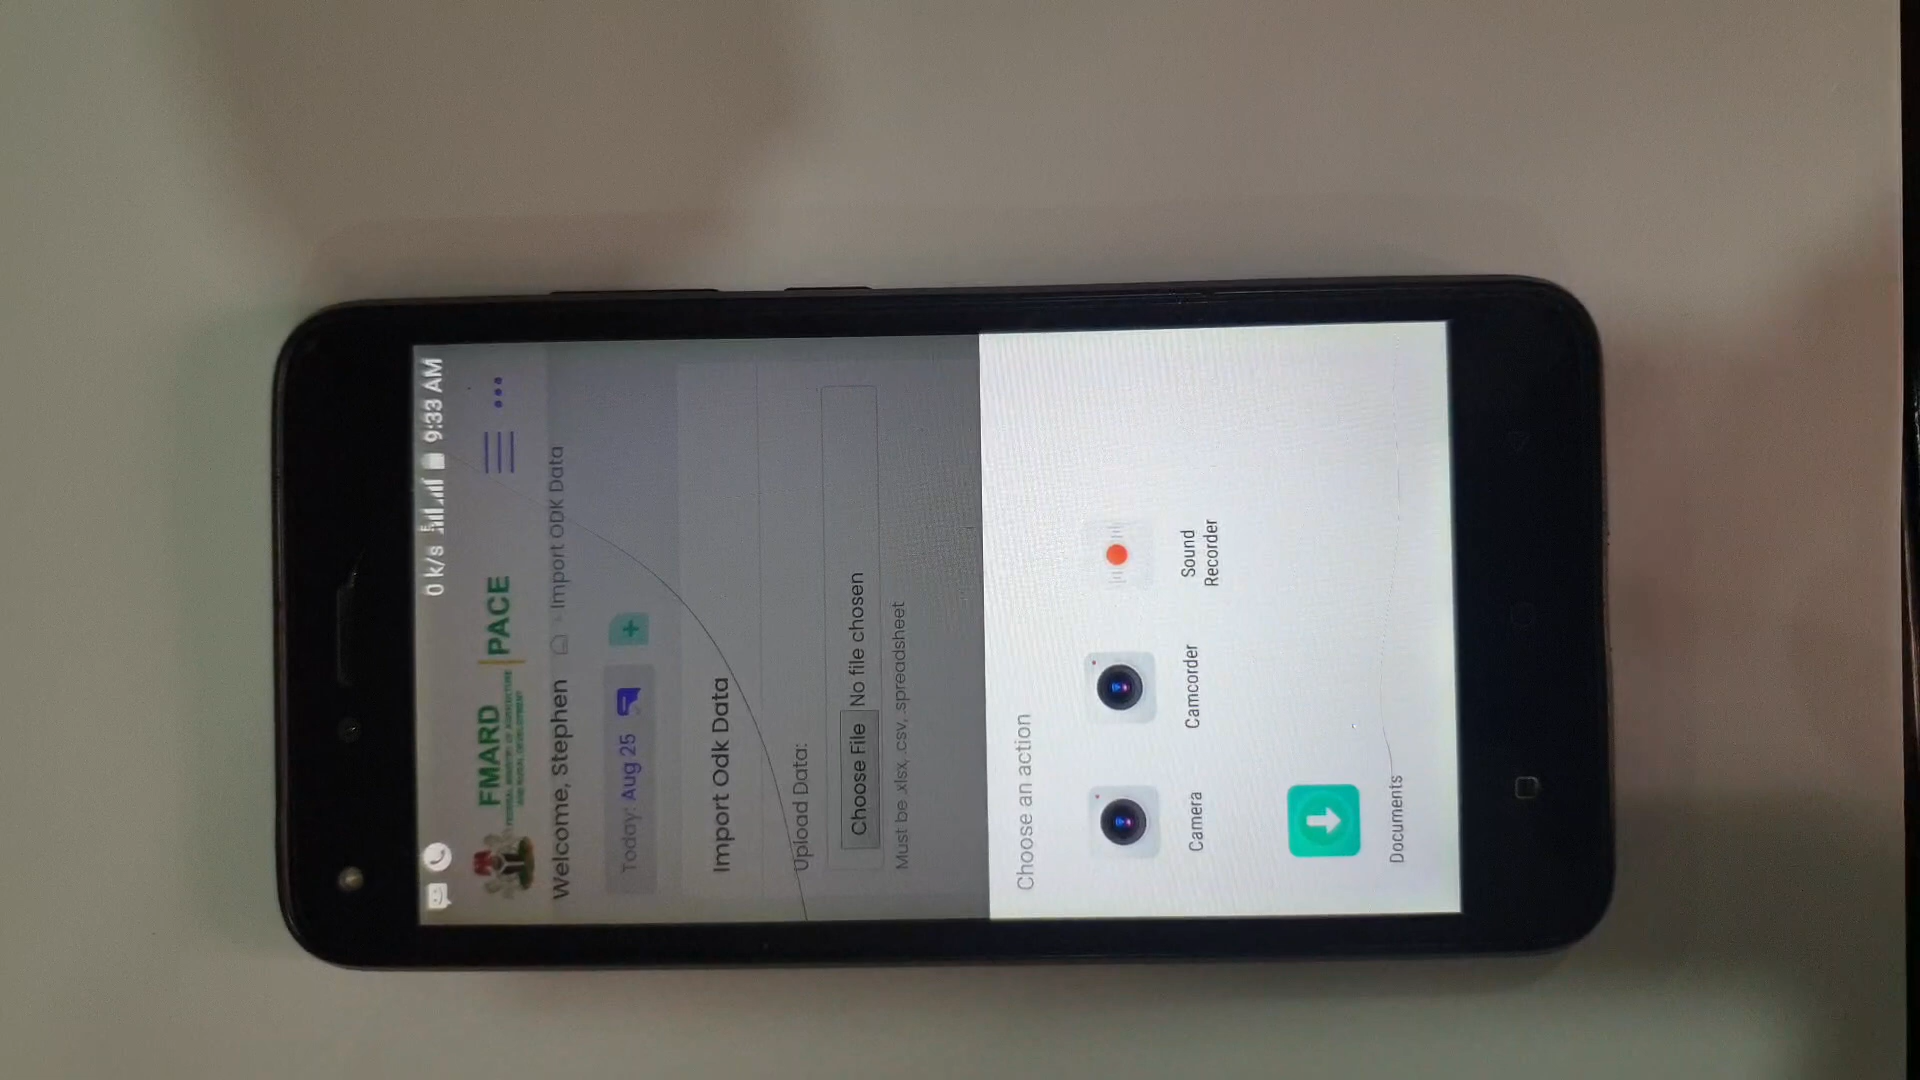 0 k/s E 9:33 AM
FMARD PACE
FEDERAL MINISTRY OF AGRICULTURE
AND RURAL DEVELOPMENT
Welcome, Stephen - Import ODK Data
Today: Aug 25 +
Import Odk Data
Upload Data:
Choose File No file chosen
Must be .xlsx, .csv, .spreadsheet
Choose an action
Camera Camcorder Sound
Recorder
Documents